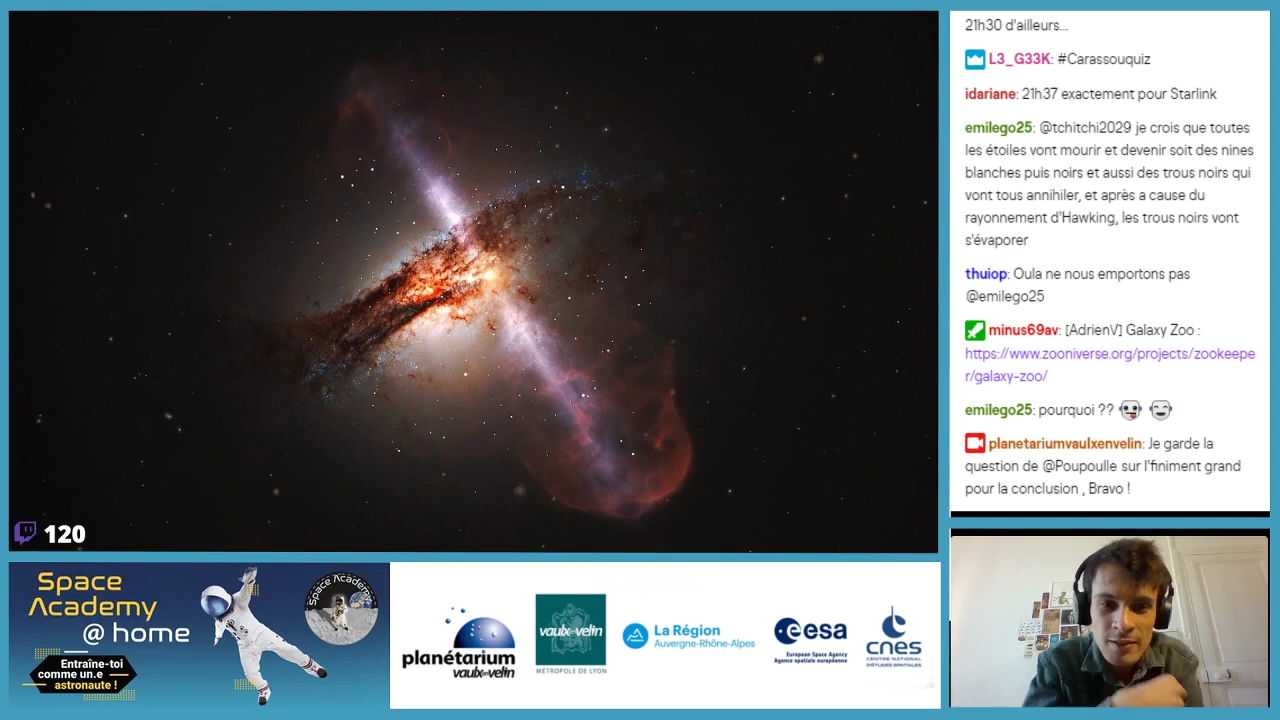 21h30 d'ailleurs...
L3_G33K: #Carassouquiz
idariane: 21h37 exactement pour Starlink
emilego25: @tchitchi2029 je crois que toutes
les étoiles vont mourir et devenir soit des nines
blanches puis noirs et aussi des trous noirs qui
vont tous annihiler, et après a cause du
rayonnement d'Hawking, les trous noirs vont
s'évaporer
thuiop: Oula ne nous emportons pas
@emilego25
minus69av: [AdrienV] Galaxy Zoo :
https://www.zooniverse.org/projects/zookeepe
r/galaxy-zoo/
emilego25: pourquoi ??
planetariumvaulxenvelin: Je garde la
question de @Poupoulle sur l'finiment grand
pour la conclusion , Bravo !
120
Space
Academy
@ home
Entraîne-toi
comme un.e
astronaute !
Space Academy
planétarium
vaulx en velin
vaulx en velin
MÉTROPOLE DE LYON
La Région
Auvergne-Rhône-Alpes
esa
European Space Agency
Agence spatiale européenne
cnes
CENTRE NATIONAL
D'ÉTUDES SPATIALES